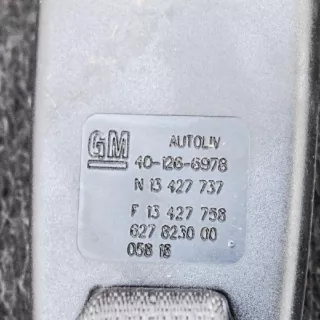 GM
AUTOLIV
40-126-6978
N 13 427 737
F 13 427 758
627 8230 00
058 18